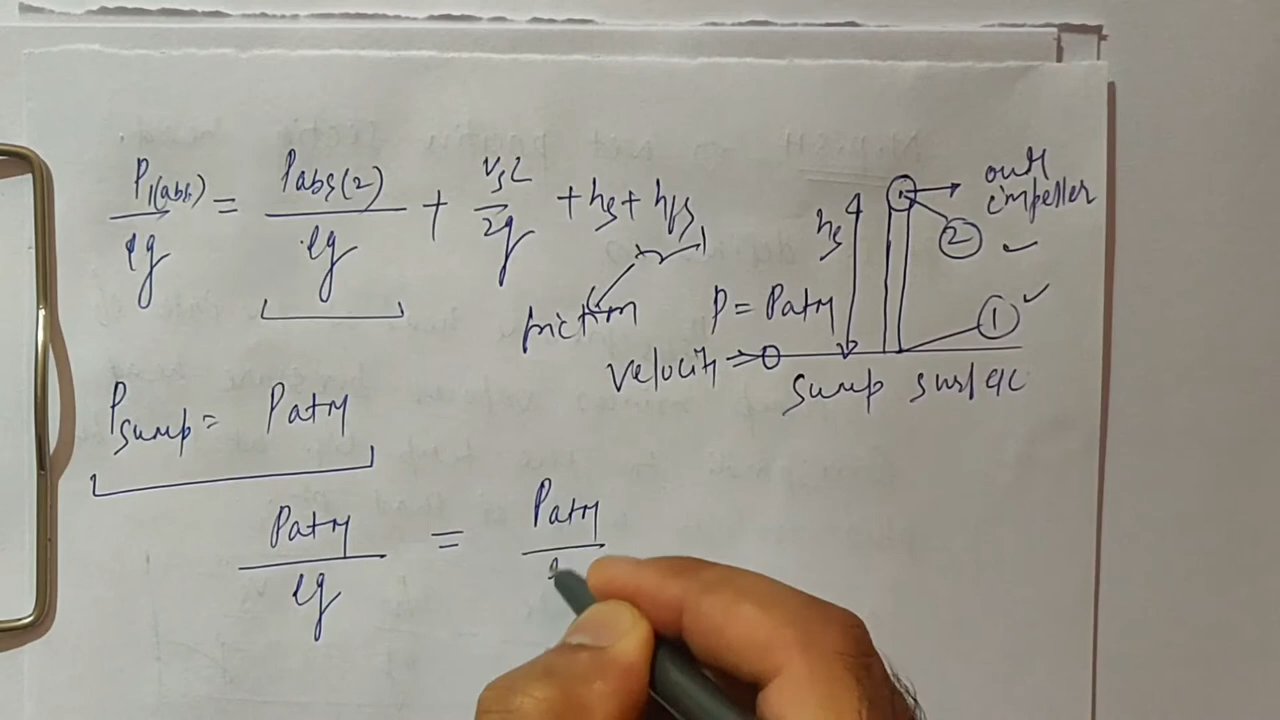 P1(abs)/ρg = Pabs(2)/ρg + Vs²/2g + hs + hfs
friction
Psump = Patm
Patm/ρg = Patm
hs
2
impeller
P = Patm
1
velocity → 0
sump surface